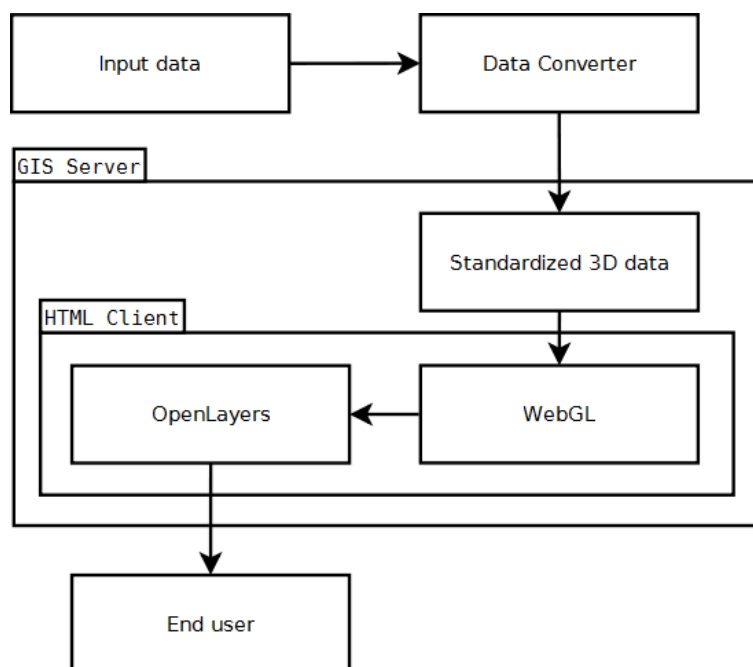 Input data
Data Converter
GIS Server
Standardized 3D data
HTML Client
OpenLayers
WebGL
End user